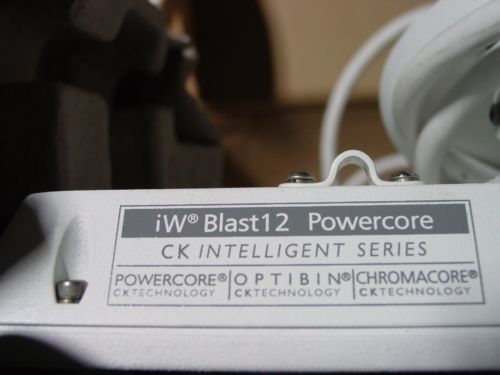 iW® Blast12 Powercore
CK INTELLIGENT SERIES
POWERCORE® OPTIBIN® CHROMACORE®
CKTECHNOLOGY CKTECHNOLOGY CKTECHNOLOGY